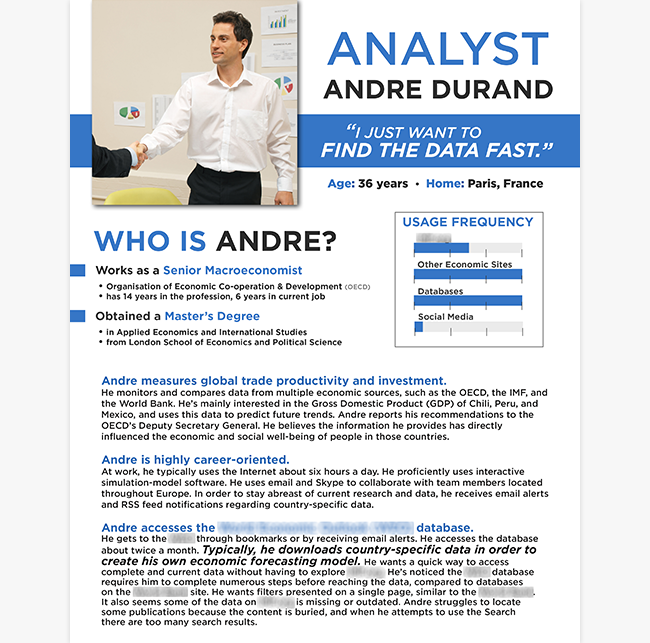 ANALYST
ANDRE DURAND
“I JUST WANT TO
FIND THE DATA FAST.”
Age: 36 years • Home: Paris, France
WHO IS ANDRE?
Works as a Senior Macroeconomist
• Organisation of Economic Co-operation & Development (OECD)
• has 14 years in the profession, 6 years in current job
Obtained a Master’s Degree
• in Applied Economics and International Studies
• from London School of Economics and Political Science
USAGE FREQUENCY
Other Economic Sites
Databases
Social Media
Andre measures global trade productivity and investment.
He monitors and compares data from multiple economic sources, such as the OECD, the IMF, and
the World Bank. He’s mainly interested in the Gross Domestic Product (GDP) of Chili, Peru, and
Mexico, and uses this data to predict future trends. Andre reports his recommendations to the
OECD’s Deputy Secretary General. He believes the information he provides has directly
influenced the economic and social well-being of people in those countries.
Andre is highly career-oriented.
At work, he typically uses the Internet about six hours a day. He proficiently uses interactive
simulation-model software. He uses email and Skype to collaborate with team members located
throughout Europe. In order to stay abreast of current research and data, he receives email alerts
and RSS feed notifications regarding country-specific data.
Andre accesses the database.
He gets to the through bookmarks or by receiving email alerts. He accesses the database
about twice a month. Typically, he downloads country-specific data in order to
create his own economic forecasting model. He wants a quick way to access
complete and current data without having to explore . He’s noticed the database
requires him to complete numerous steps before reaching the data, compared to databases
on the site. He wants filters presented on a single page, similar to the .
It also seems some of the data on is missing or outdated. Andre struggles to locate
some publications because the content is buried, and when he attempts to use the Search
there are too many search results.